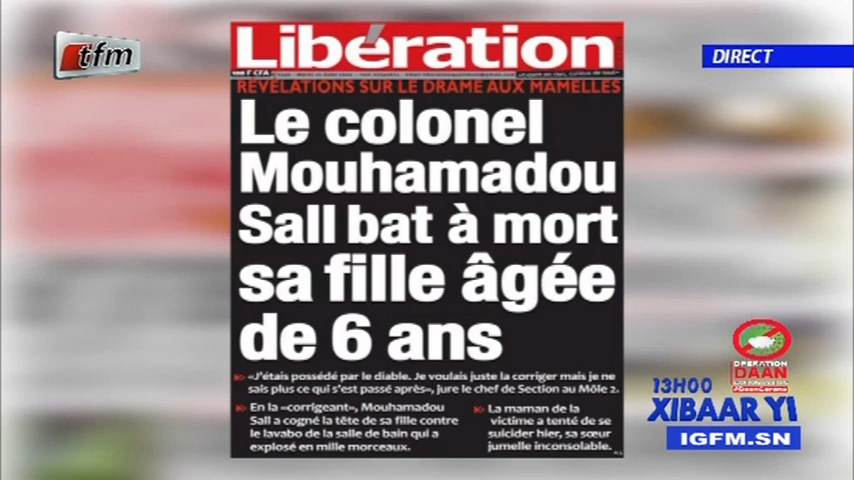 tfm
DIRECT
Libération
100 F CFA
RÉVÉLATIONS SUR LE DRAME AUX MAMELLES
Le colonel
Mouhamadou
Sall bat à mort
sa fille âgée
de 6 ans
«J'étais possédé par le diable. Je voulais juste la corriger mais je ne
sais plus ce qui s'est passé après», jure le chef de Section au Môle 2.
En la «corrigeant», Mouhamadou
Sall a cogné la tête de sa fille contre
le lavabo de la salle de bain qui a
explosé en mille morceaux.
La maman de la
victime a tenté de se
suicider hier, sa sœur
jumelle inconsolable.
OPERATION
DAAN
13H00
XIBAAR YI
IGFM.SN